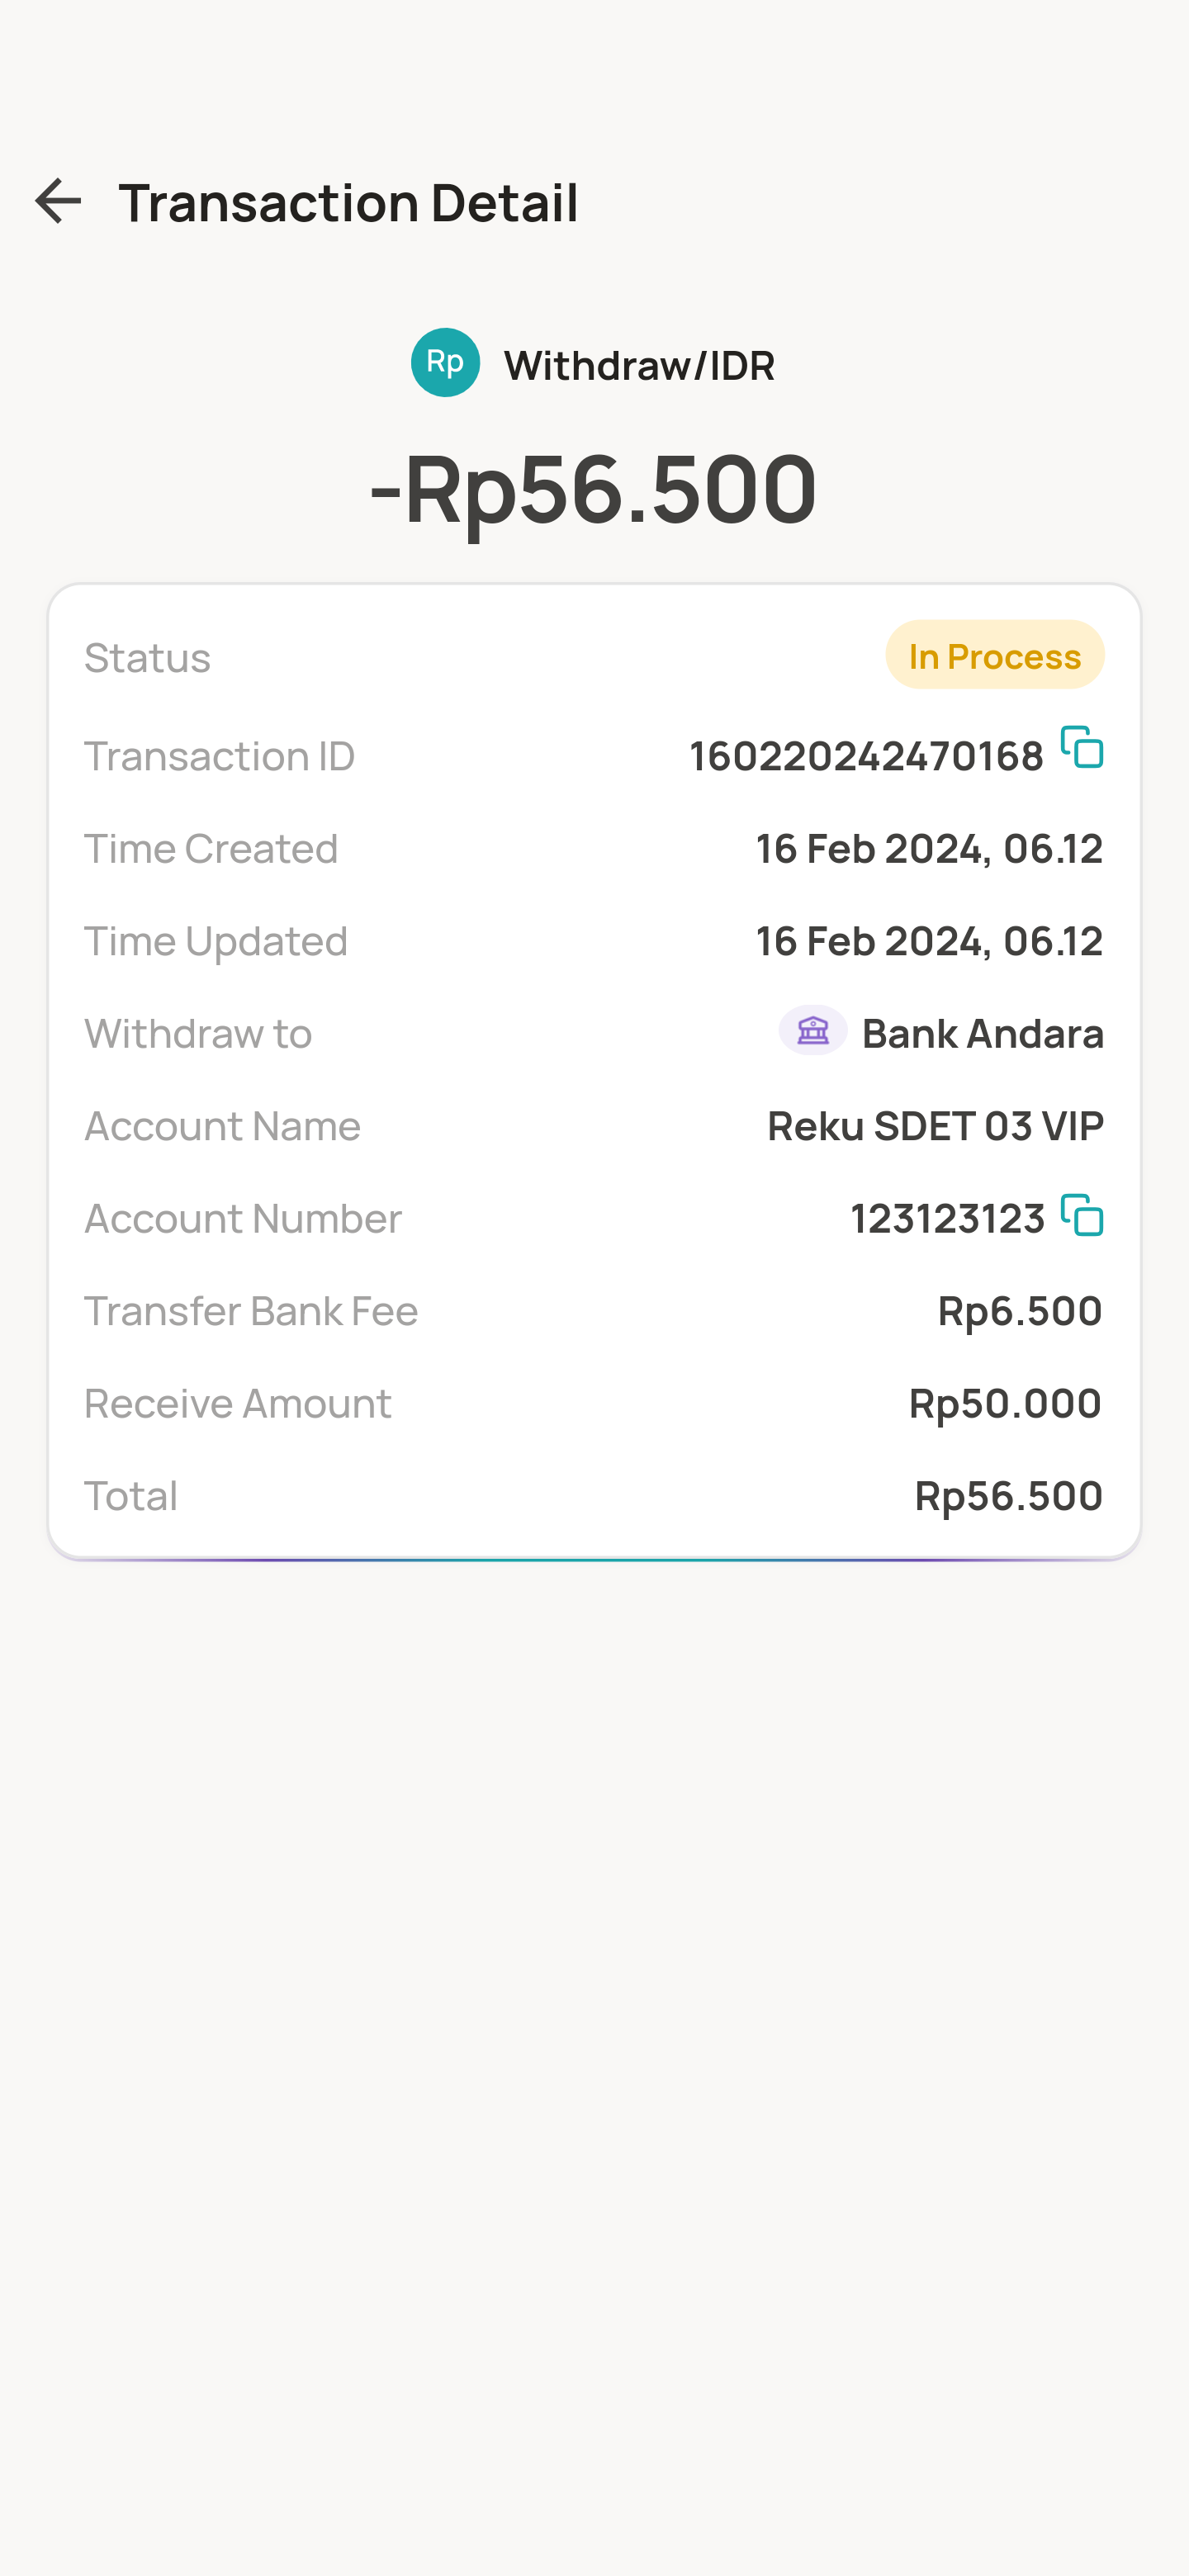 Transaction Detail
Rp Withdraw/IDR
-Rp56.500
Status In Process
Transaction ID 160220242470168
Time Created 16 Feb 2024, 06.12
Time Updated 16 Feb 2024, 06.12
Withdraw to Bank Andara
Account Name Reku SDET 03 VIP
Account Number 123123123
Transfer Bank Fee Rp6.500
Receive Amount Rp50.000
Total Rp56.500